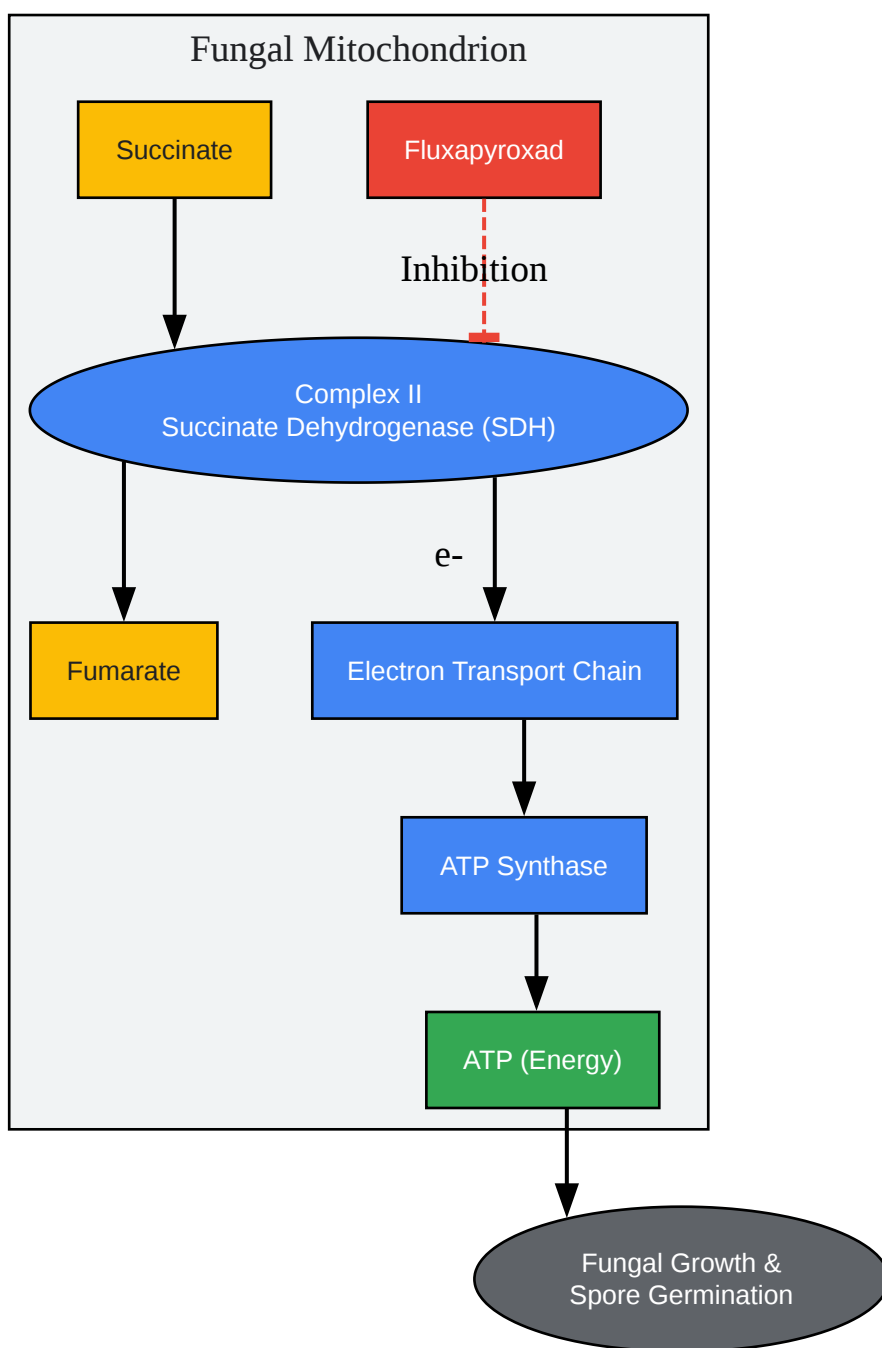 Fungal Mitochondrion
Succinate
Fluxapyroxad
Inhibition
Complex II
Succinate Dehydrogenase (SDH)
e-
Fumarate
Electron Transport Chain
ATP Synthase
ATP (Energy)
Fungal Growth &
Spore Germination